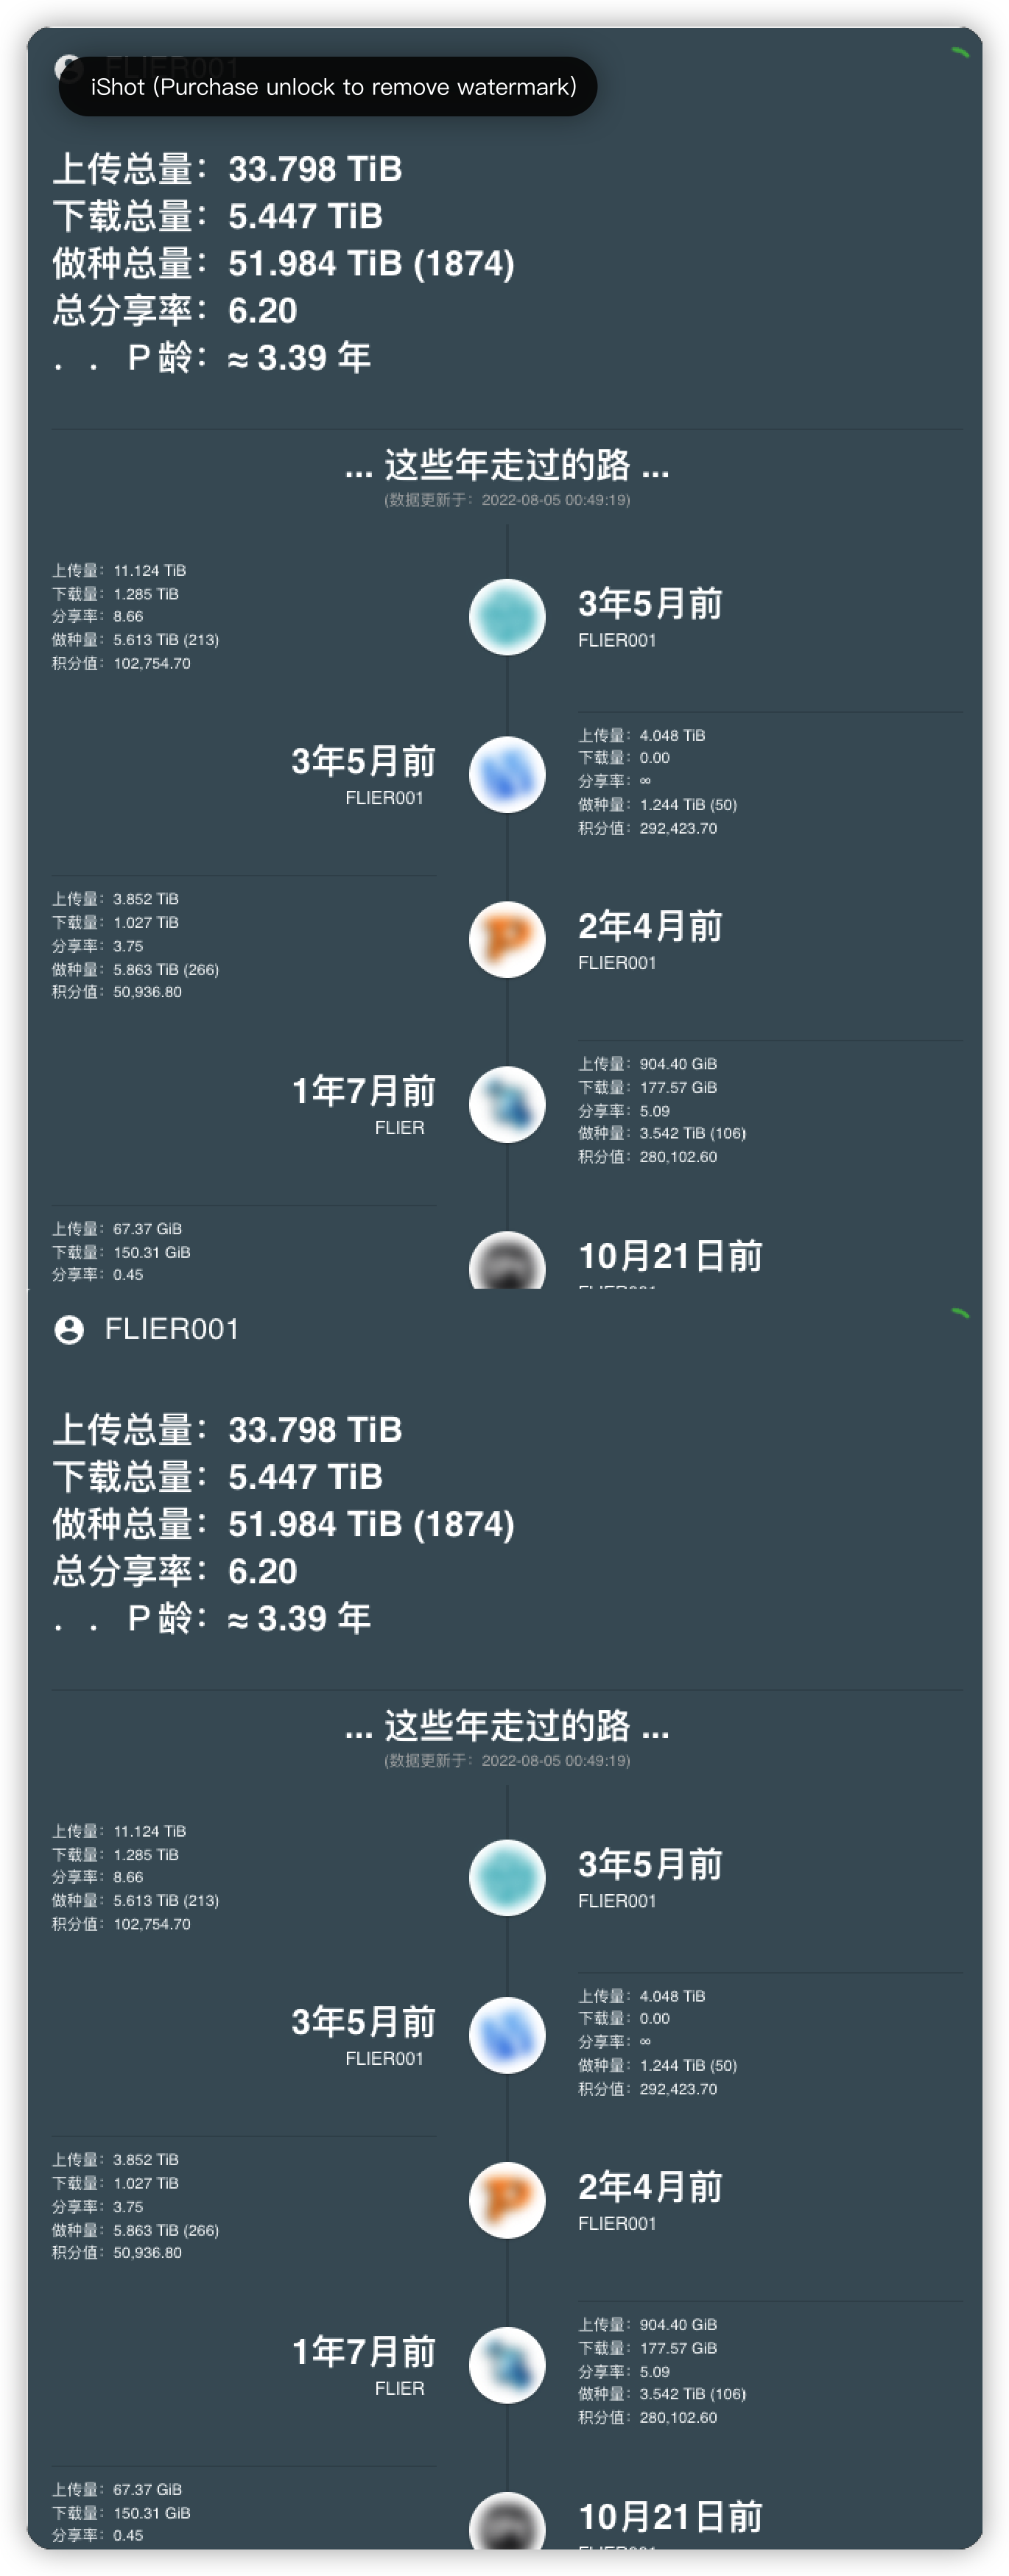 FLIER001
iShot (Purchase unlock to remove watermark)
上传总量：33.798 TiB
下载总量：5.447 TiB
做种总量：51.984 TiB (1874)
总分享率：6.20
. . P 龄：≈ 3.39 年
... 这些年走过的路 ...
(数据更新于：2022-08-05 00:49:19)
上传量：11.124 TiB
下载量：1.285 TiB
分享率：8.66
做种量：5.613 TiB (213)
积分值：102,754.70
3年5月前
FLIER001
3年5月前
FLIER001
上传量：4.048 TiB
下载量：0.00
分享率：∞
做种量：1.244 TiB (50)
积分值：292,423.70
上传量：3.852 TiB
下载量：1.027 TiB
分享率：3.75
做种量：5.863 TiB (266)
积分值：50,936.80
2年4月前
FLIER001
1年7月前
FLIER
上传量：904.40 GiB
下载量：177.57 GiB
分享率：5.09
做种量：3.542 TiB (106)
积分值：280,102.60
上传量：67.37 GiB
下载量：150.31 GiB
分享率：0.45
10月21日前
FLIER001
上传总量：33.798 TiB
下载总量：5.447 TiB
做种总量：51.984 TiB (1874)
总分享率：6.20
. . P 龄：≈ 3.39 年
... 这些年走过的路 ...
(数据更新于：2022-08-05 00:49:19)
上传量：11.124 TiB
下载量：1.285 TiB
分享率：8.66
做种量：5.613 TiB (213)
积分值：102,754.70
3年5月前
FLIER001
3年5月前
FLIER001
上传量：4.048 TiB
下载量：0.00
分享率：∞
做种量：1.244 TiB (50)
积分值：292,423.70
上传量：3.852 TiB
下载量：1.027 TiB
分享率：3.75
做种量：5.863 TiB (266)
积分值：50,936.80
2年4月前
FLIER001
1年7月前
FLIER
上传量：904.40 GiB
下载量：177.57 GiB
分享率：5.09
做种量：3.542 TiB (106)
积分值：280,102.60
上传量：67.37 GiB
下载量：150.31 GiB
分享率：0.45
10月21日前